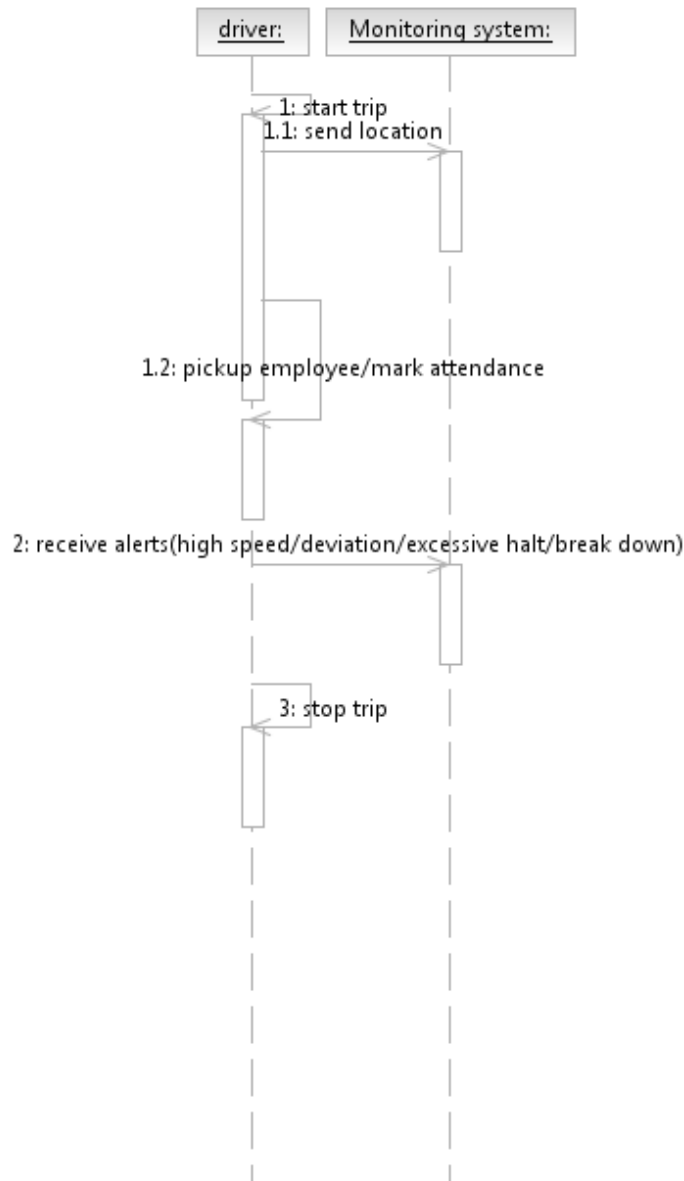 driver:
Monitoring system:
1: start trip
1.1: send location
1.2: pickup employee/mark attendance
2: receive alerts(high speed/deviation/excessive halt/break down)
3: stop trip